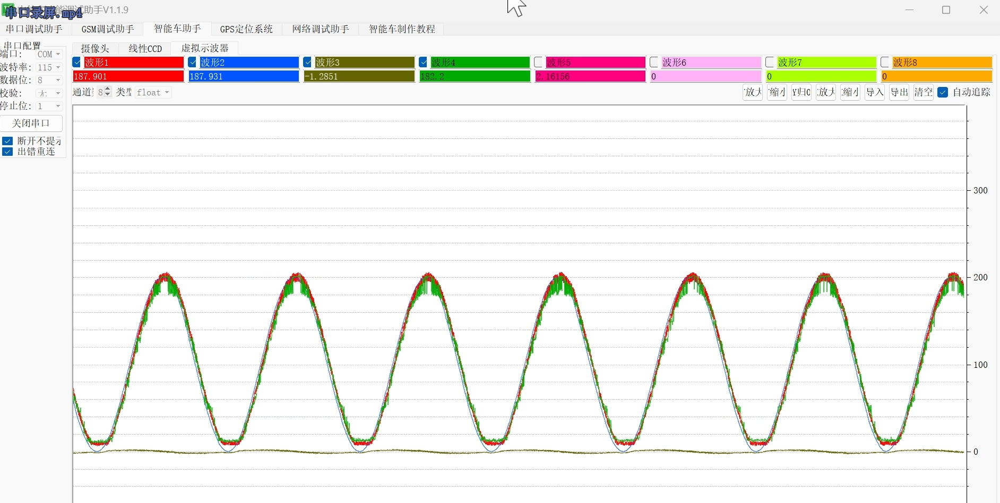 串口录屏.mp4
能调试助手V1.1.9
串口调试助手 GSM调试助手 智能车助手 GPS定位系统 网络调试助手 智能车制作教程
串口配置
端口: COM
波特率: 115
数据位: 8
校验:
停止位: 1
关闭串口
断开不提示
出错重连
摄像头 线性CCD 虚拟示波器
波形1 波形2 波形3 波形4 波形5 波形6 波形7 波形8
187.901 187.931 -1.2851 182.2 2.16156 0 0 0
通道 8 类型 float
放大 缩小 Y归0 放大 缩小 导入 导出 清空 自动追踪
300
200
100
0